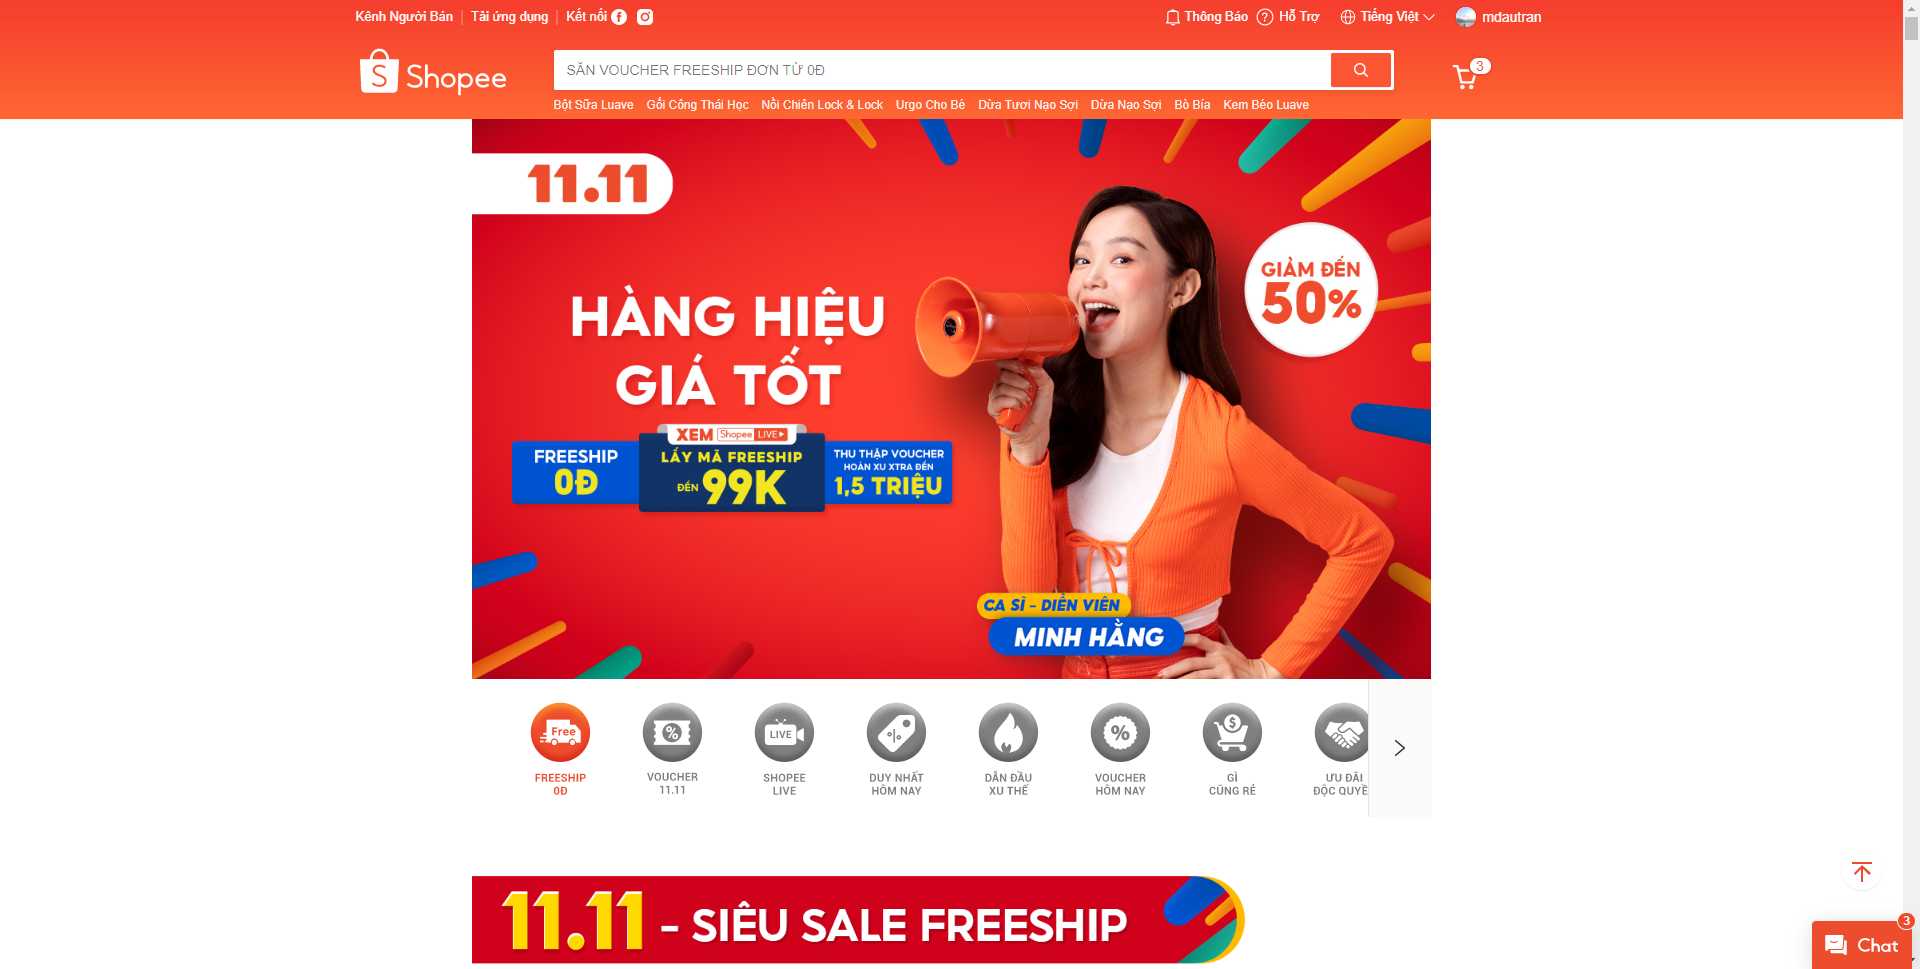 Kênh Người Bán
Tải ứng dụng
Kết nối
Thông Báo
Hỗ Trợ
Tiếng Việt
mdautran
Shopee
SĂN VOUCHER FREESHIP ĐƠN TỪ 0Đ
3
Bột Sữa Luave
Gối Công Thái Học
Nồi Chiên Lock & Lock
Urgo Cho Bé
Dừa Tươi Nạo Sợi
Dừa Nạo Sợi
Bò Bía
Kem Béo Luave
11.11
GIẢM ĐẾN
50%
HÀNG HIỆU
GIÁ TỐT
XEM Shopee LIVE
FREESHIP
0Đ
LẤY MÃ FREESHIP
ĐẾN 99K
THU THẬP VOUCHER
HOÀN XU XTRA ĐẾN
1,5 TRIỆU
CA SĨ - DIỄN VIÊN
MINH HẰNG
Free
FREESHIP
0Đ
%
VOUCHER
11.11
LIVE
SHOPEE
LIVE
DUY NHẤT
HÔM NAY
DẪN ĐẦU
XU THẾ
%
VOUCHER
HÔM NAY
$
GÌ
CŨNG RẺ
ƯU ĐÃI
ĐỘC QUYỀ
11.11 - SIÊU SALE FREESHIP
3
Chat